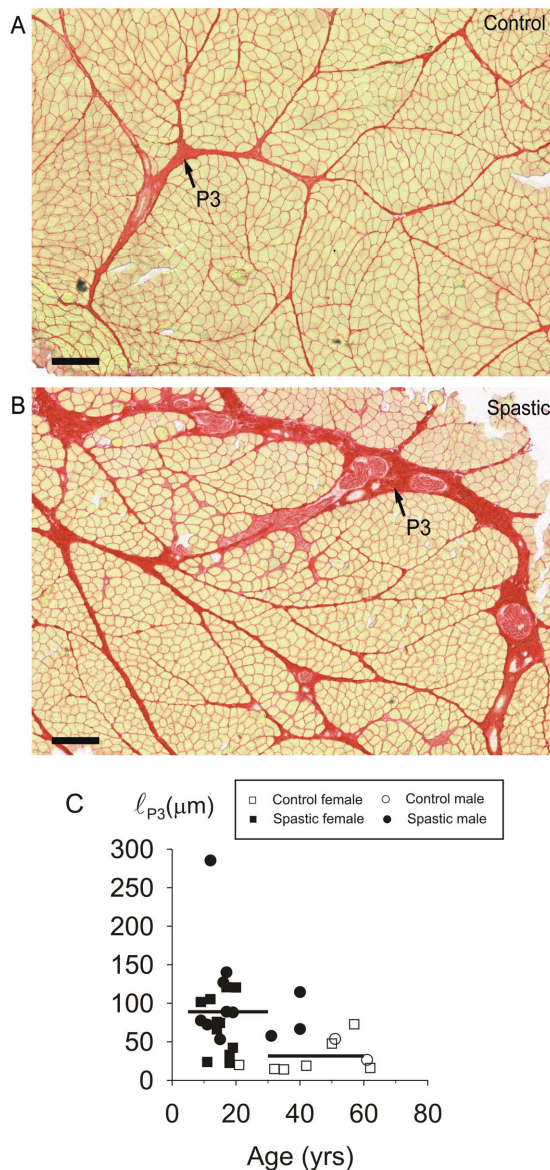 A
Control
P3
B
Spastic
P3
C
ℓP3(μm)
□ Control female ○ Control male
■ Spastic female ● Spastic male
300
250
200
150
100
50
0
0 20 40 60 80
Age (yrs)